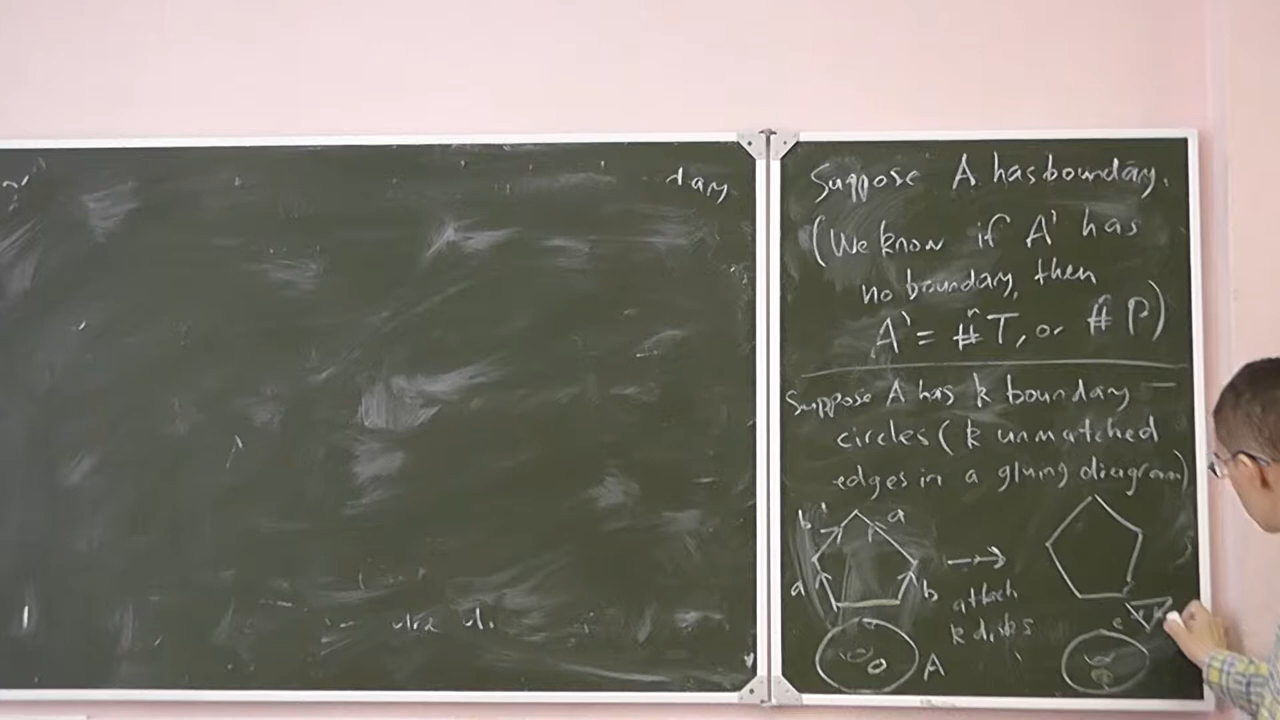 Suppose A has boundary.
(We know if A' has
no boundary, then
A' = #ⁿ T, or #ⁿ P)
Suppose A has k boundary
circles (k unmatched
edges in a gluing diagram)
b a
a b
attach
k disks
A
e